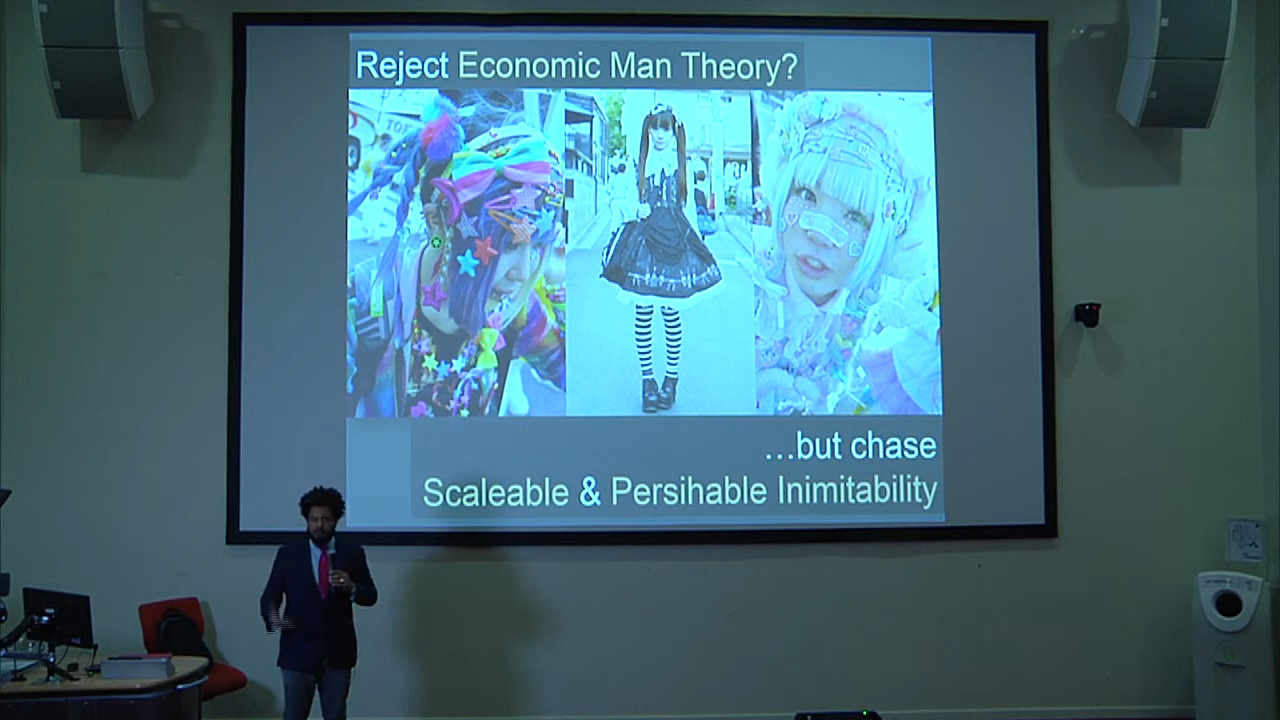 Reject Economic Man Theory?
…but chase
Scaleable & Persihable Inimitability